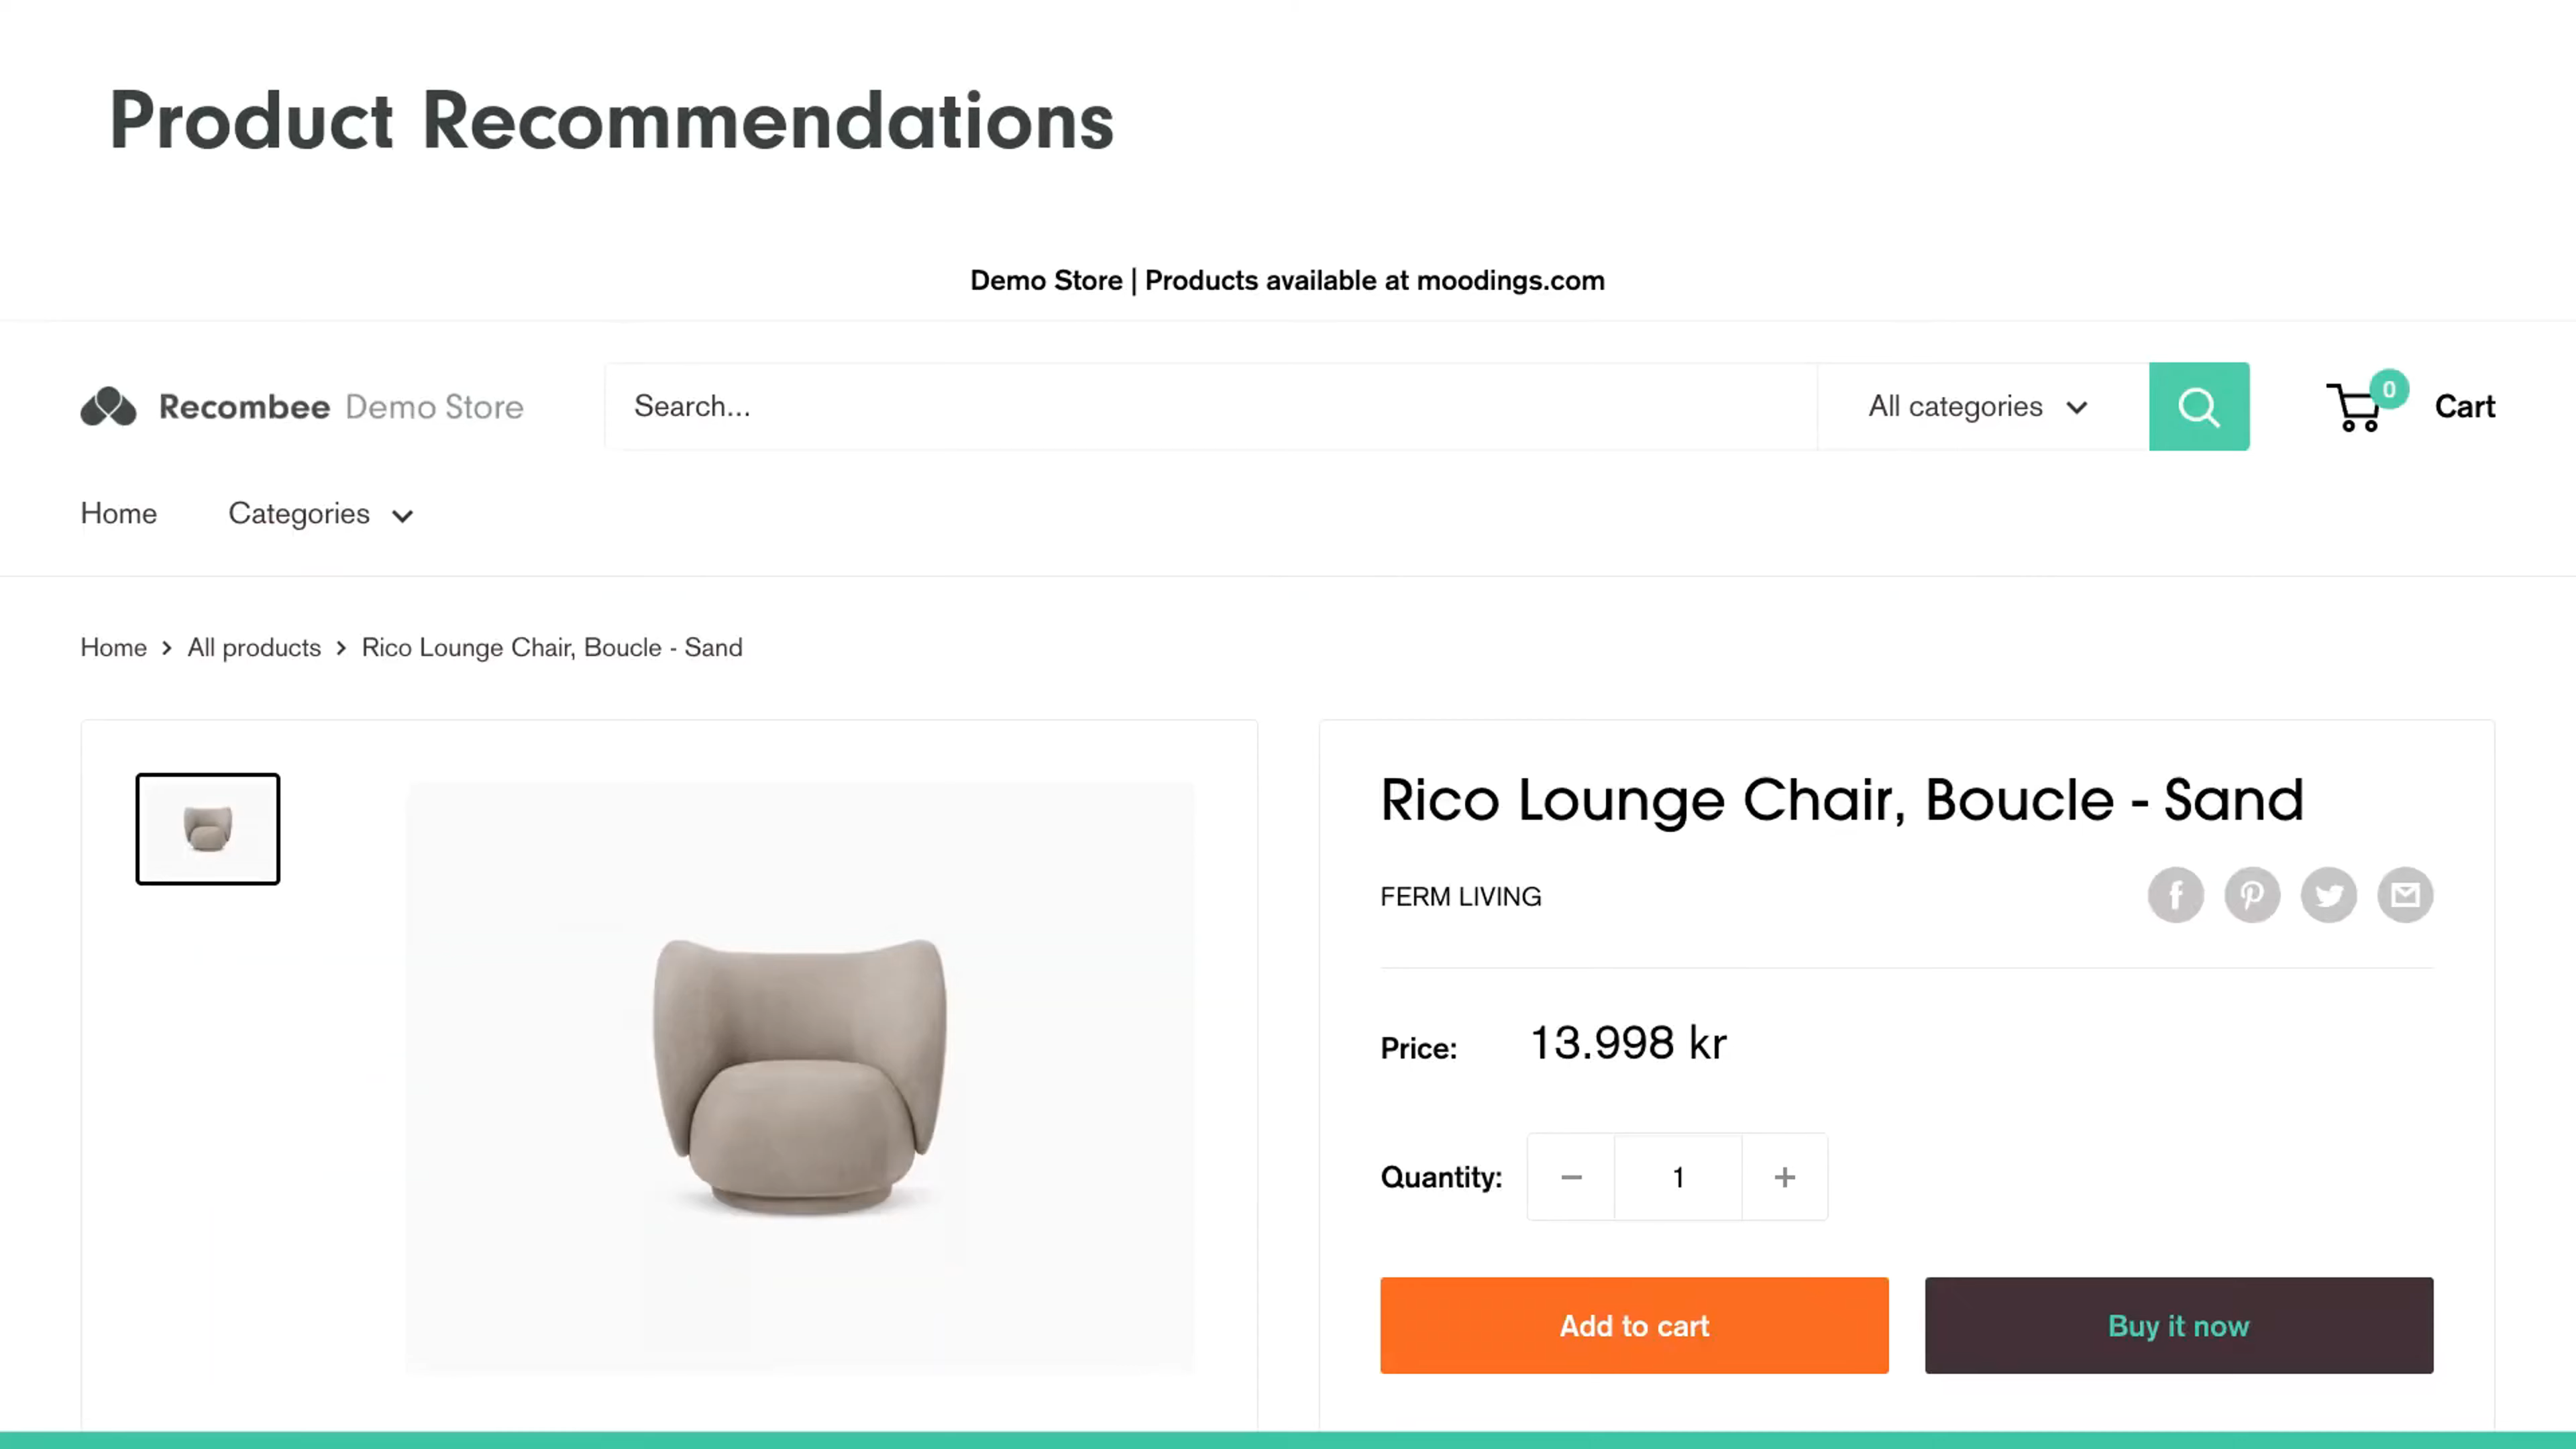 Product Recommendations
Demo Store | Products available at moodings.com
Recombee Demo Store
Search...
All categories
0
Cart
Home
Categories
Home > All products > Rico Lounge Chair, Boucle - Sand
Rico Lounge Chair, Boucle - Sand
FERM LIVING
Price: 13.998 kr
Quantity: − 1 +
Add to cart
Buy it now